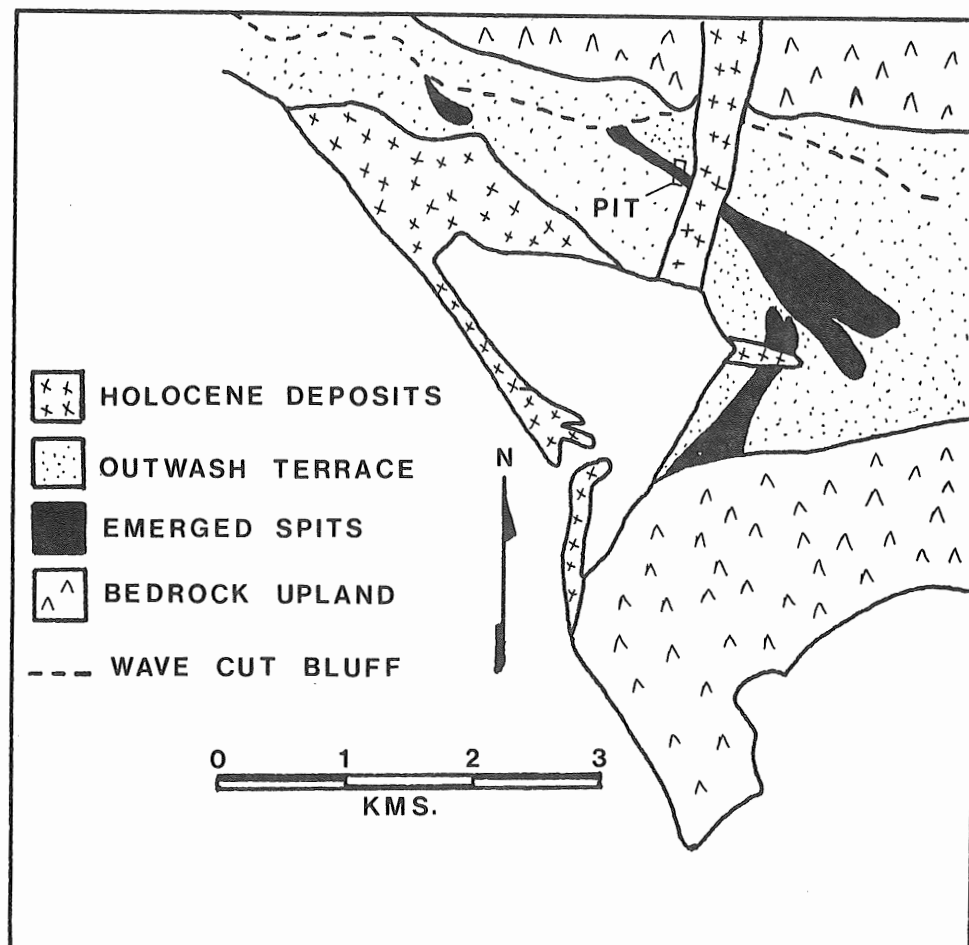 PIT
HOLOCENE DEPOSITS
OUTWASH TERRACE
EMERGED SPITS
BEDROCK UPLAND
WAVE CUT BLUFF
N
0 1 2 3
KMS.